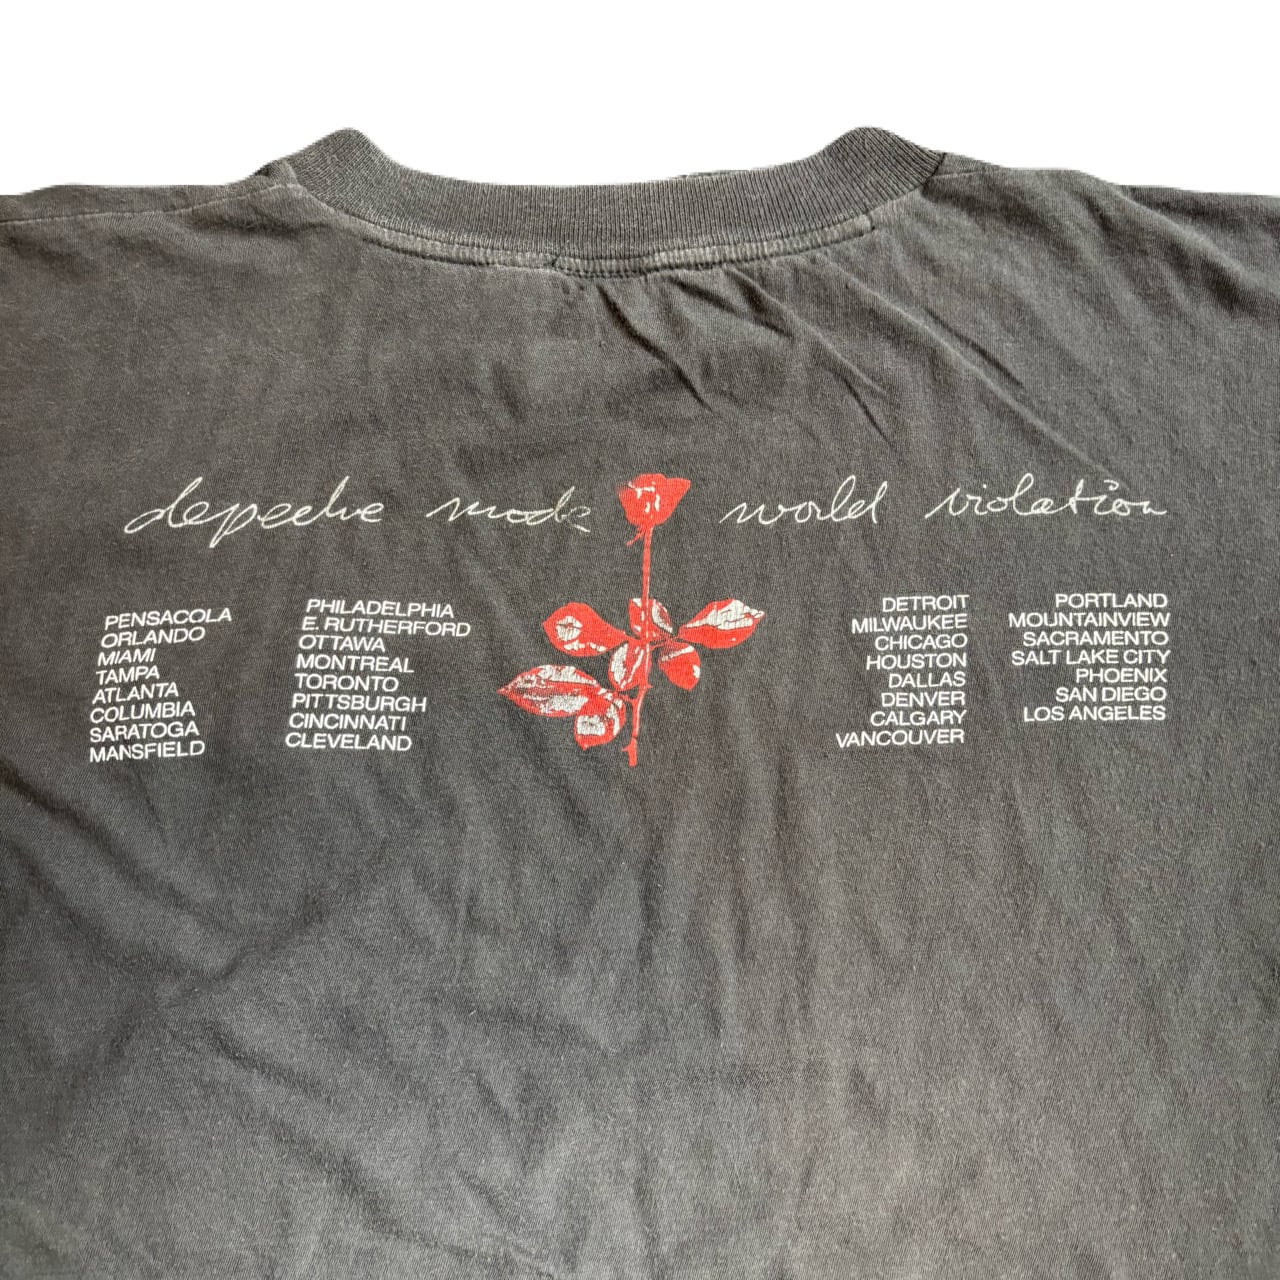 depeche mode world violation
PENSACOLA
ORLANDO
MIAMI
TAMPA
ATLANTA
COLUMBIA
SARATOGA
MANSFIELD
PHILADELPHIA
E. RUTHERFORD
OTTAWA
MONTREAL
TORONTO
PITTSBURGH
CINCINNATI
CLEVELAND
DETROIT
MILWAUKEE
CHICAGO
HOUSTON
DALLAS
DENVER
CALGARY
VANCOUVER
PORTLAND
MOUNTAINVIEW
SACRAMENTO
SALT LAKE CITY
PHOENIX
SAN DIEGO
LOS ANGELES